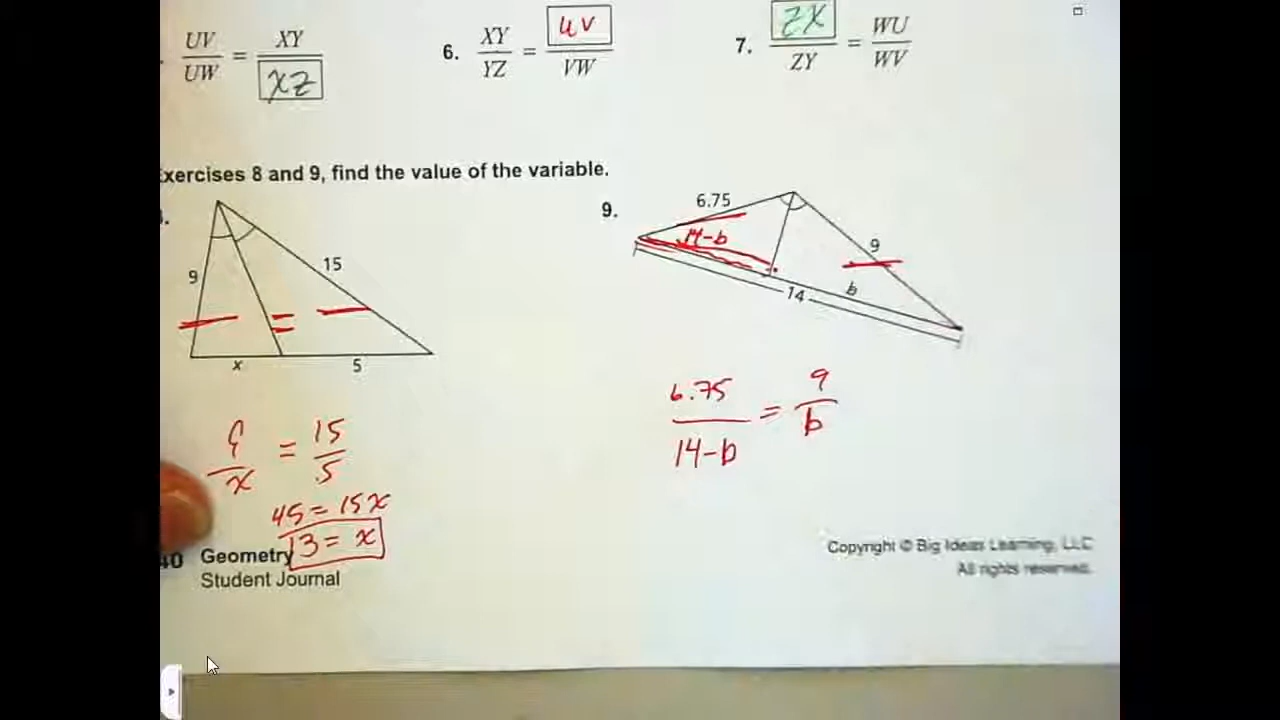 UV/UW = XY/XZ
6. XY/YZ = UV/VW
7. ZX/ZY = WU/WV
Exercises 8 and 9, find the value of the variable.
9
15
x
5
9.
6.75
14-b
9
14
b
9/x = 15/5
45 = 15x
3 = x
6.75/14-b = 9/b
40 Geometry
Student Journal
Copyright © Big Ideas Learning, LLC
All rights reserved.